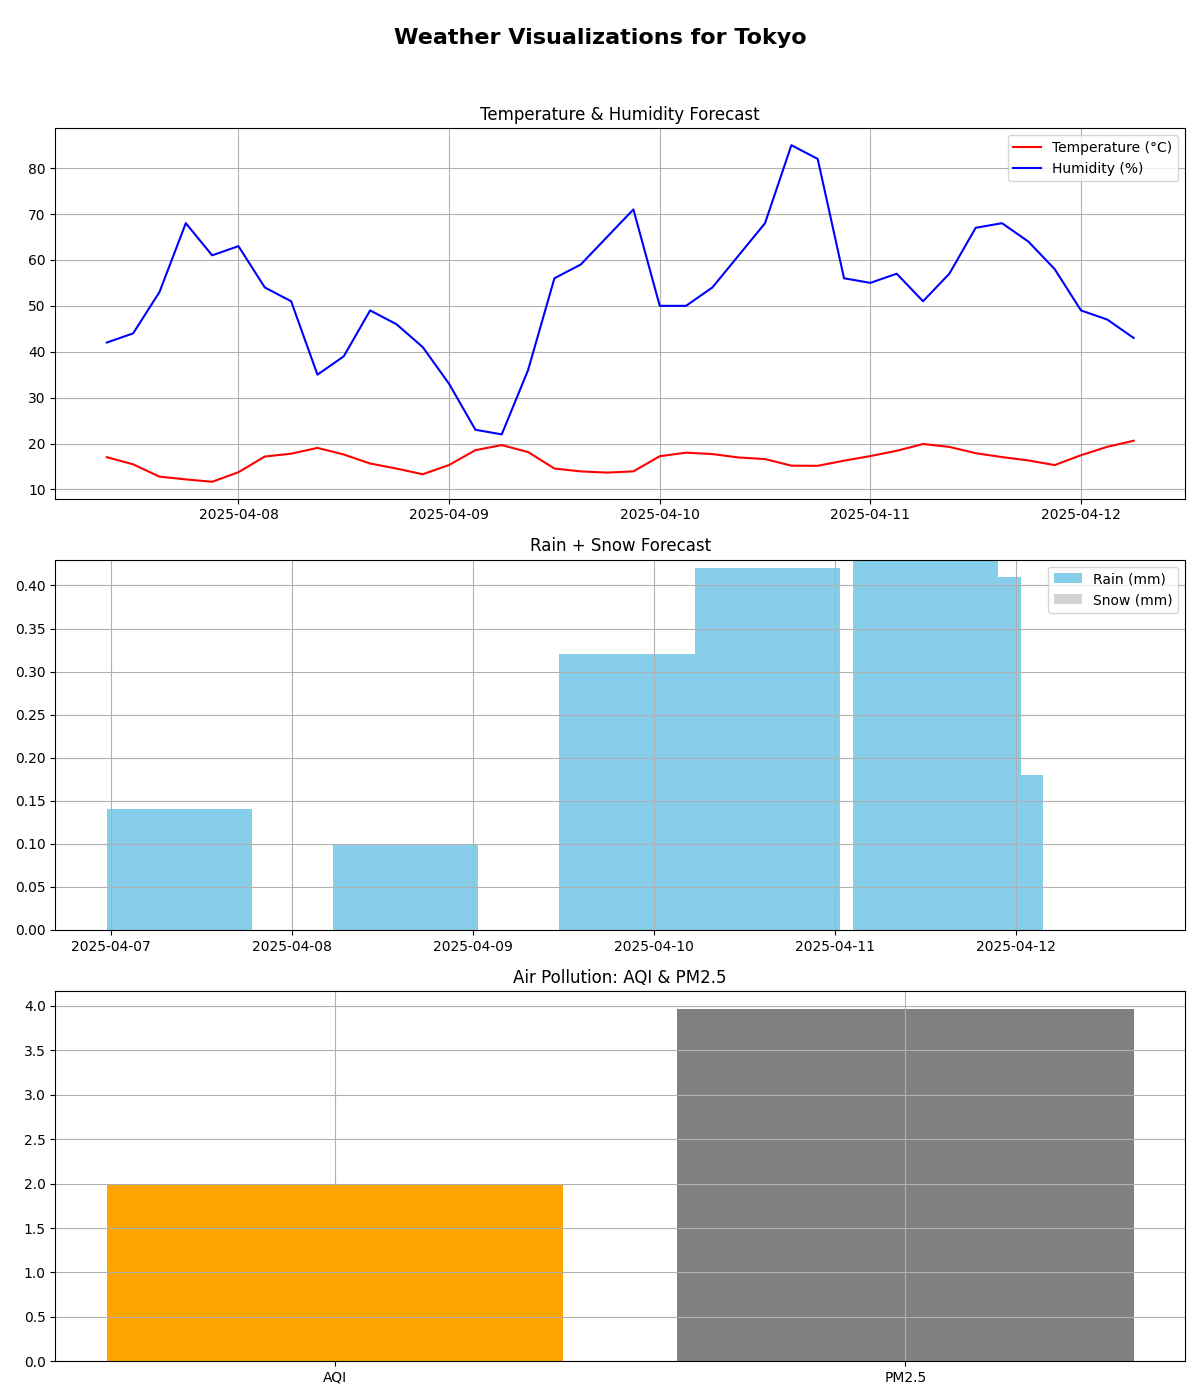 Weather Visualizations for Tokyo
Temperature & Humidity Forecast
Temperature (°C)
Humidity (%)
80
70
60
50
40
30
20
10
2025-04-08 2025-04-09 2025-04-10 2025-04-11 2025-04-12
Rain + Snow Forecast
Rain (mm)
Snow (mm)
0.40
0.35
0.30
0.25
0.20
0.15
0.10
0.05
0.00
2025-04-07 2025-04-08 2025-04-09 2025-04-10 2025-04-11 2025-04-12
Air Pollution: AQI & PM2.5
4.0
3.5
3.0
2.5
2.0
1.5
1.0
0.5
0.0
AQI PM2.5